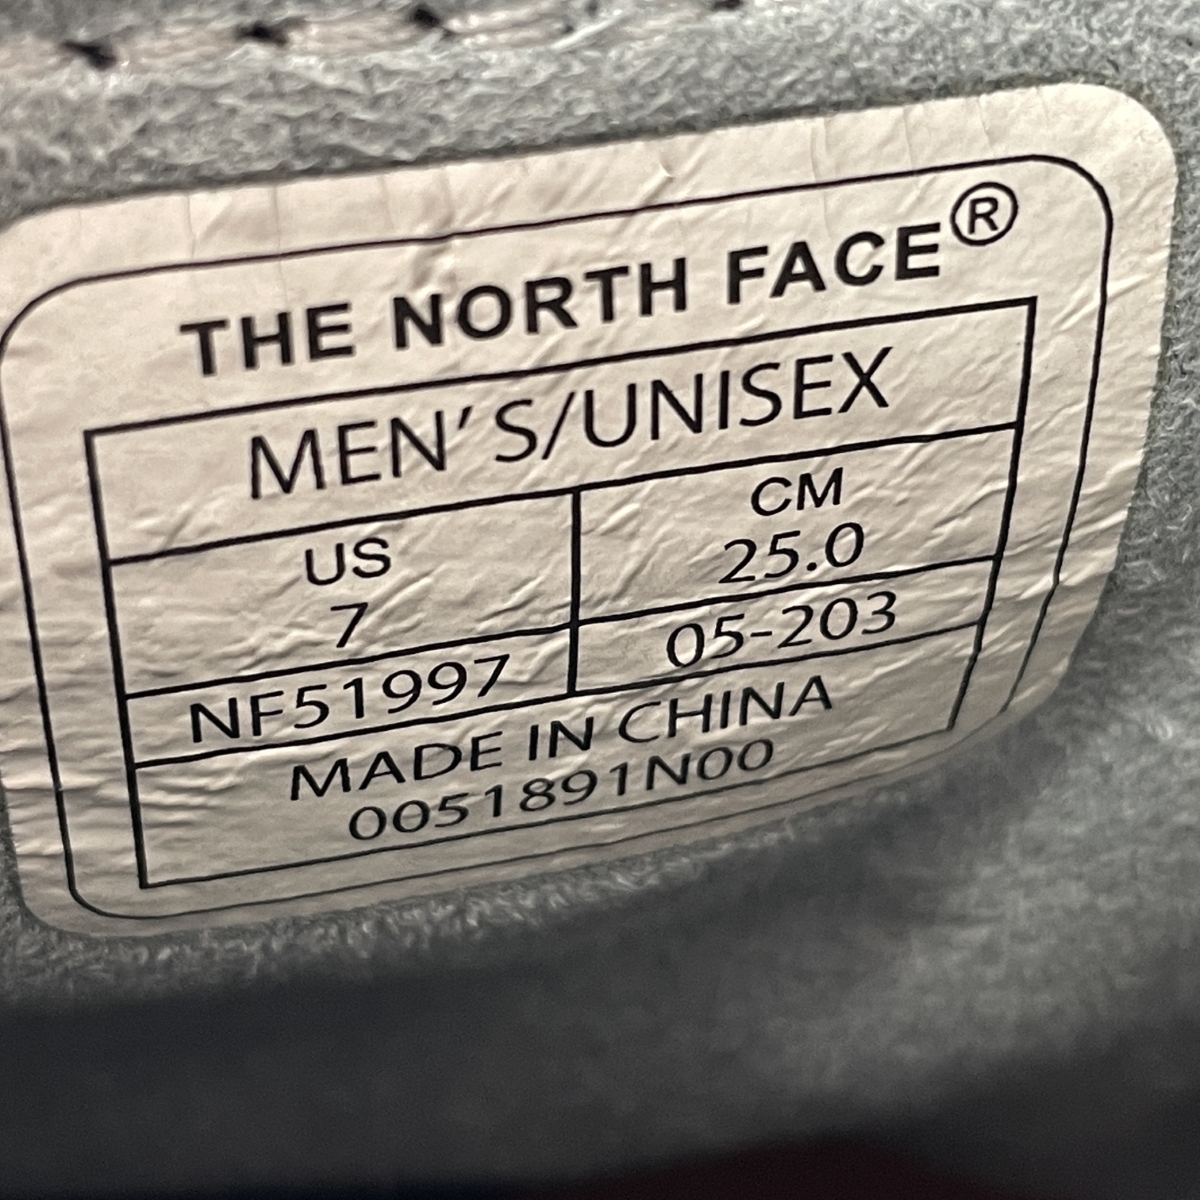 THE NORTH FACE®
MEN'S/UNISEX
US
7
CM
25.0
NF51997
05-203
MADE IN CHINA
0051891N00